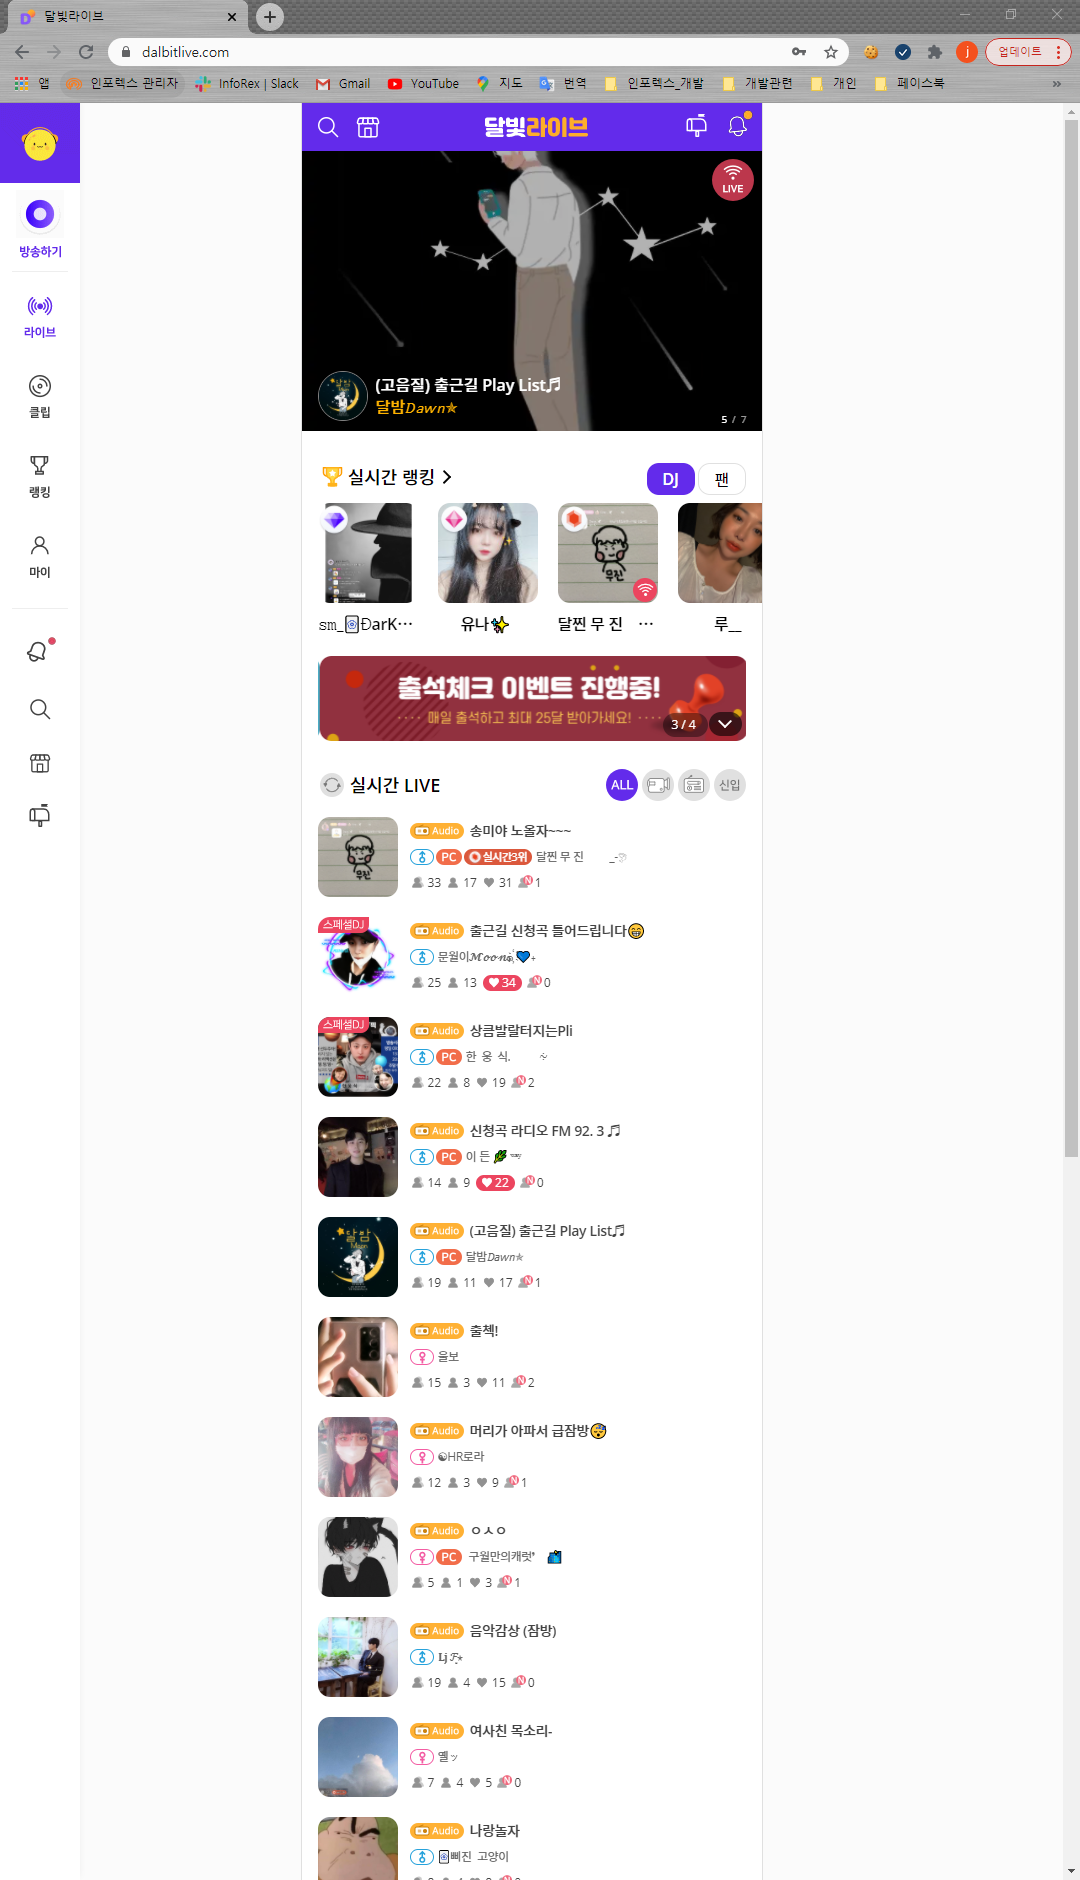 달빛라이브
dalbitlive.com
업데이트
앱
인포렉스 관리자
InfoRex | Slack
Gmail
YouTube
지도
번역
인포렉스_개발
개발관련
개인
페이스북
방송하기
라이브
클립
랭킹
마이
달빛라이브
LIVE
(고음질) 출근길 Play List♬
달밤𝘋𝘢𝘸𝘯★
5 / 7
실시간 랭킹 >
DJ
팬
유나✨
달찐 무 진 ···
루__
출석체크 이벤트 진행중!
···· 매일 출석하고 최대 25달 받아가세요! ····
3 / 4
실시간 LIVE
ALL
신입
Audio 송미야 노올자~~~
PC 실시간3위 달찐 무 진
33 17 31 N 1
스페셜DJ
Audio 출근길 신청곡 틀어드립니다😁
문월이
25 13 34 N 0
스페셜DJ
Audio 상큼발랄터지는Pli
PC 한 웅 식.
22 8 19 N 2
Audio 신청곡 라디오 FM 92. 3 ♬
PC 이 든
14 9 22 N 0
Audio (고음질) 출근길 Play List♬
PC 달밤𝘋𝘢𝘸𝘯★
19 11 17 N 1
Audio 출첵!
율보
15 3 11 N 2
Audio 머리가 아파서 급잠방😴
☯HR로라
12 3 9 N 1
Audio ㅇㅅㅇ
PC 구월만의캐럿
5 1 3 N 1
Audio 음악감상 (잠방)
19 4 15 N 0
Audio 여사친 목소리-
7 4 5 N 0
Audio 나랑놀자
삐진 고양이